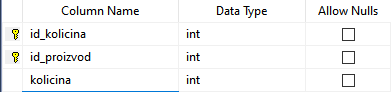 Column Name Data Type Allow Nulls
id_kolicina int
id_proizvod int
kolicina int